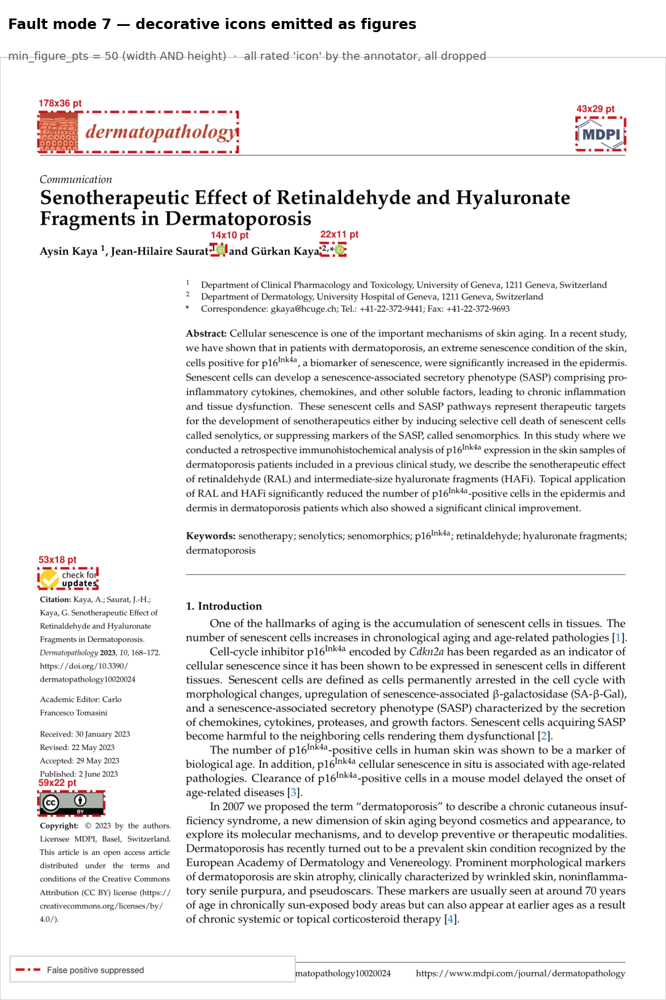 Fault mode 7 — decorative icons emitted as figures
min_figure_pts = 50 (width AND height)  ·  all rated 'icon' by the annotator, all dropped
178x36 pt
43x29 pt
dermatopathology
MDPI
Communication
Senotherapeutic Effect of Retinaldehyde and Hyaluronate
Fragments in Dermatoporosis
14x10 pt
22x11 pt
Aysin Kaya 1, Jean-Hilaire Saurat 1 iD and Gürkan Kaya 2,* iD
1 Department of Clinical Pharmacology and Toxicology, University of Geneva, 1211 Geneva, Switzerland
2 Department of Dermatology, University Hospital of Geneva, 1211 Geneva, Switzerland
* Correspondence: gkaya@hcuge.ch; Tel.: +41-22-372-9441; Fax: +41-22-372-9693
Abstract: Cellular senescence is one of the important mechanisms of skin aging. In a recent study,
we have shown that in patients with dermatoporosis, an extreme senescence condition of the skin,
cells positive for p16Ink4a, a biomarker of senescence, were significantly increased in the epidermis.
Senescent cells can develop a senescence-associated secretory phenotype (SASP) comprising pro-
inflammatory cytokines, chemokines, and other soluble factors, leading to chronic inflammation
and tissue dysfunction. These senescent cells and SASP pathways represent therapeutic targets
for the development of senotherapeutics either by inducing selective cell death of senescent cells
called senolytics, or suppressing markers of the SASP, called senomorphics. In this study where we
conducted a retrospective immunohistochemical analysis of p16Ink4a expression in the skin samples of
dermatoporosis patients included in a previous clinical study, we describe the senotherapeutic effect
of retinaldehyde (RAL) and intermediate-size hyaluronate fragments (HAFi). Topical application
of RAL and HAFi significantly reduced the number of p16Ink4a-positive cells in the epidermis and
dermis in dermatoporosis patients which also showed a significant clinical improvement.
Keywords: senotherapy; senolytics; senomorphics; p16Ink4a; retinaldehyde; hyaluronate fragments;
dermatoporosis
53x18 pt
check for
updates
Citation: Kaya, A.; Saurat, J.-H.;
Kaya, G. Senotherapeutic Effect of
Retinaldehyde and Hyaluronate
Fragments in Dermatoporosis.
Dermatopathology 2023, 10, 168–172.
https://doi.org/10.3390/
dermatopathology10020024
Academic Editor: Carlo
Francesco Tomasini
Received: 30 January 2023
Revised: 22 May 2023
Accepted: 29 May 2023
Published: 2 June 2023
59x22 pt
cc
BY
Copyright: © 2023 by the authors.
Licensee MDPI, Basel, Switzerland.
This article is an open access article
distributed under the terms and
conditions of the Creative Commons
Attribution (CC BY) license (https://
creativecommons.org/licenses/by/
4.0/).
1. Introduction
One of the hallmarks of aging is the accumulation of senescent cells in tissues. The
number of senescent cells increases in chronological aging and age-related pathologies [1].
Cell-cycle inhibitor p16Ink4a encoded by Cdkn2a has been regarded as an indicator of
cellular senescence since it has been shown to be expressed in senescent cells in different
tissues. Senescent cells are defined as cells permanently arrested in the cell cycle with
morphological changes, upregulation of senescence-associated β-galactosidase (SA-β-Gal),
and a senescence-associated secretory phenotype (SASP) characterized by the secretion
of chemokines, cytokines, proteases, and growth factors. Senescent cells acquiring SASP
become harmful to the neighboring cells rendering them dysfunctional [2].
The number of p16Ink4a-positive cells in human skin was shown to be a marker of
biological age. In addition, p16Ink4a cellular senescence in situ is associated with age-related
pathologies. Clearance of p16Ink4a-positive cells in a mouse model delayed the onset of
age-related diseases [3].
In 2007 we proposed the term “dermatoporosis” to describe a chronic cutaneous insuf-
ficiency syndrome, a new dimension of skin aging beyond cosmetics and appearance, to
explore its molecular mechanisms, and to develop preventive or therapeutic modalities.
Dermatoporosis has recently turned out to be a prevalent skin condition recognized by the
European Academy of Dermatology and Venereology. Prominent morphological markers
of dermatoporosis are skin atrophy, clinically characterized by wrinkled skin, noninflamma-
tory senile purpura, and pseudoscars. These markers are usually seen at around 70 years
of age in chronically sun-exposed body areas but can also appear at earlier ages as a result
of chronic systemic or topical corticosteroid therapy [4].
False positive suppressed
matopathology10020024
https://www.mdpi.com/journal/dermatopathology